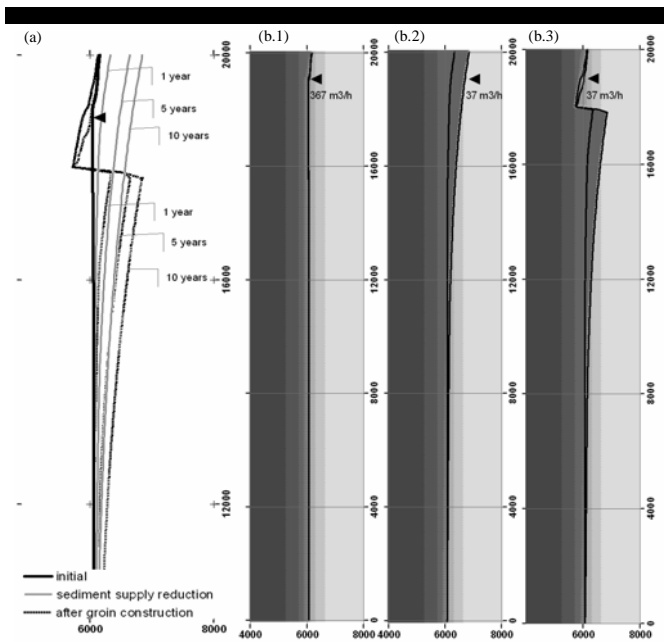 (a)
(b.1)
(b.2)
(b.3)
1 year
5 years
10 years
1 year
5 years
10 years
20000
16000
12000
initial
sediment supply reduction
after groin construction
6000
8000
367 m3/h
20000
16000
12000
8000
4000
0
4000
6000
8000
37 m3/h
20000
16000
12000
8000
4000
0
4000
6000
8000
37 m3/h
20000
16000
12000
8000
4000
0
4000
6000
8000